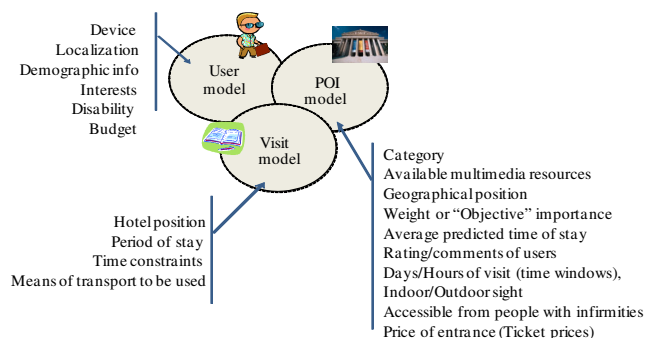 Device
Localization
Demographic info
Interests
Disability
Budget
User
model
POI
model
Visit
model
Hotel position
Period of stay
Time constraints
Means of transport to be used
Category
Available multimedia resources
Geographical position
Weight or “Objective” importance
Average predicted time of stay
Rating/comments of users
Days/Hours of visit (time windows),
Indoor/Outdoor sight
Accessible from people with infirmities
Price of entrance (Ticket prices)